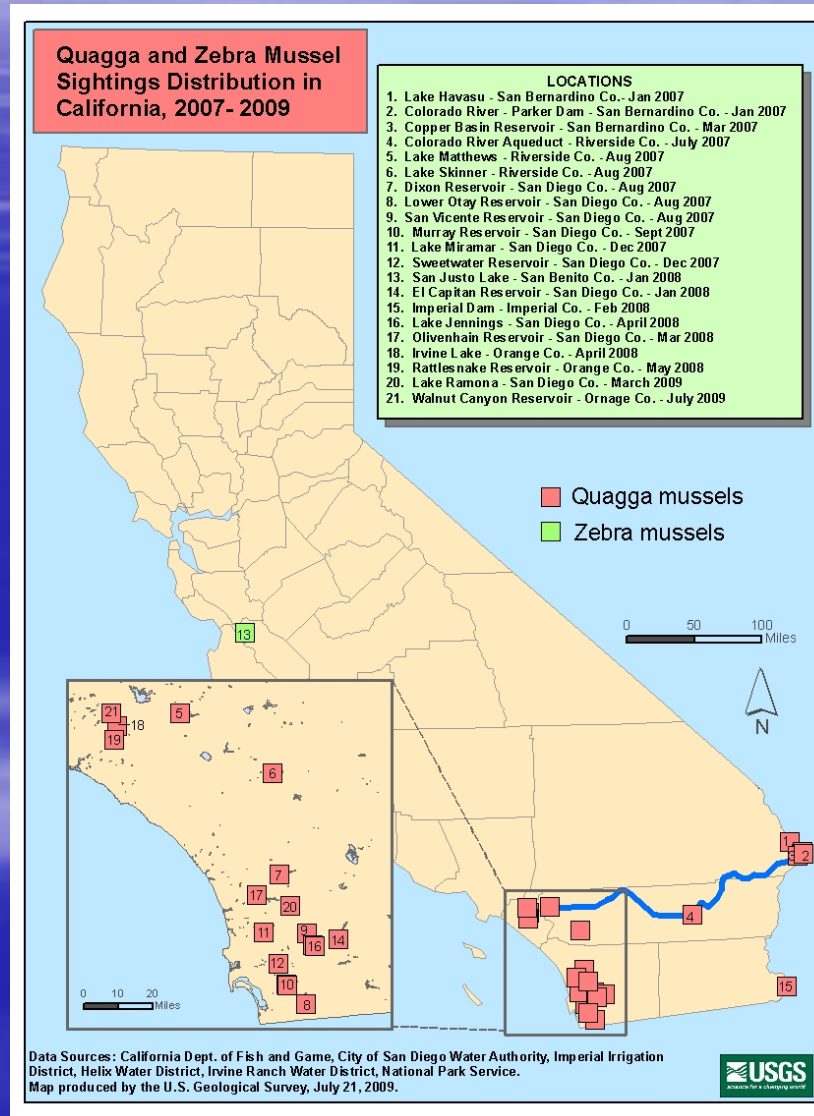 Quagga and Zebra Mussel
Sightings Distribution in
California, 2007- 2009
LOCATIONS
1. Lake Havasu - San Bernardino Co.- Jan 2007
2. Colorado River - Parker Dam - San Bernardino Co. - Jan 2007
3. Copper Basin Reservoir - San Bernardino Co. - Mar 2007
4. Colorado River Aqueduct - Riverside Co. - July 2007
5. Lake Matthews - Riverside Co. - Aug 2007
6. Lake Skinner - Riverside Co. - Aug 2007
7. Dixon Reservoir - San Diego Co. - Aug 2007
8. Lower Otay Reservoir - San Diego Co. - Aug 2007
9. San Vicente Reservoir - San Diego Co. - Aug 2007
10. Murray Reservoir - San Diego Co. - Sept 2007
11. Lake Miramar - San Diego Co. - Dec 2007
12. Sweetwater Reservoir - San Diego Co. - Dec 2007
13. San Justo Lake - San Benito Co. - Jan 2008
14. El Capitan Reservoir - San Diego Co. - Jan 2008
15. Imperial Dam - Imperial Co. - Feb 2008
16. Lake Jennings - San Diego Co. - April 2008
17. Olivenhain Reservoir - San Diego Co. - Mar 2008
18. Irvine Lake - Orange Co. - April 2008
19. Rattlesnake Reservoir - Orange Co. - May 2008
20. Lake Ramona - San Diego Co. - March 2009
21. Walnut Canyon Reservoir - Ornage Co. - July 2009
Quagga mussels
Zebra mussels
0 50 100
Miles
N
13
21
5
18
19
6
7
17
20
11
9
16
14
12
10
8
0 10 20
Miles
1
3
2
4
15
Data Sources: California Dept. of Fish and Game, City of San Diego Water Authority, Imperial Irrigation
District, Helix Water District, Irvine Ranch Water District, National Park Service.
Map produced by the U.S. Geological Survey, July 21, 2009.
USGS
science for a changing world